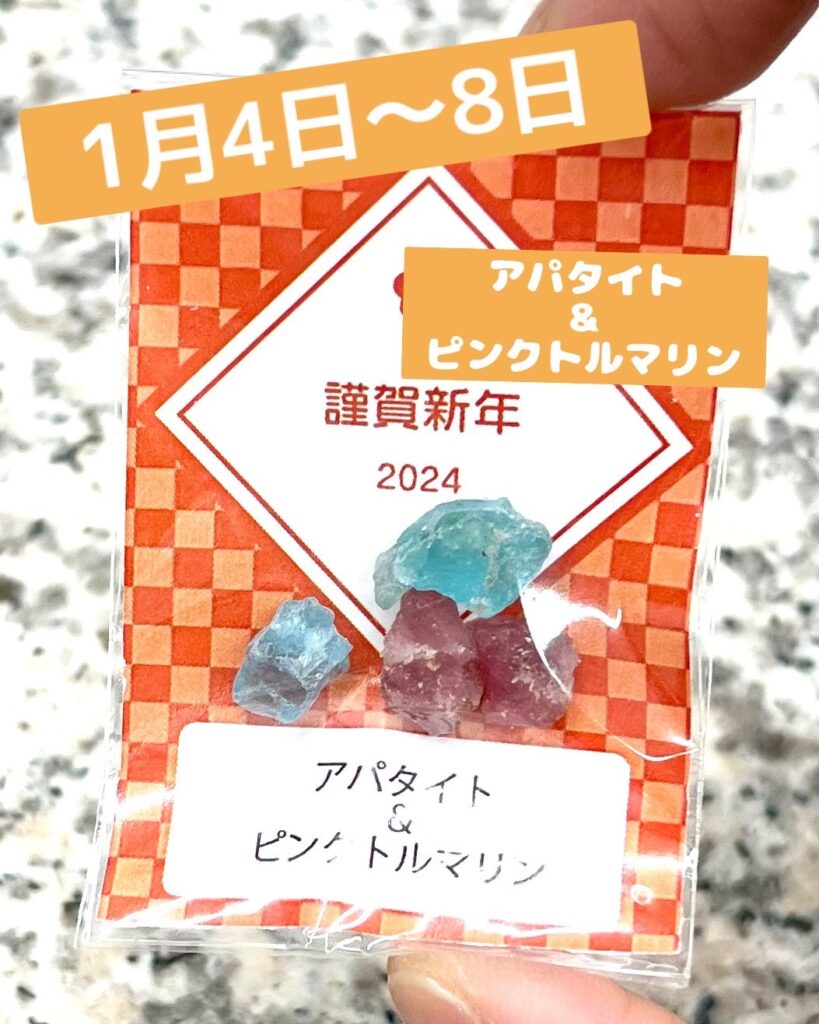 1月4日〜8日
アパタイト
&
ピンクトルマリン
謹賀新年
2024
アパタイト
&
ピンクトルマリン